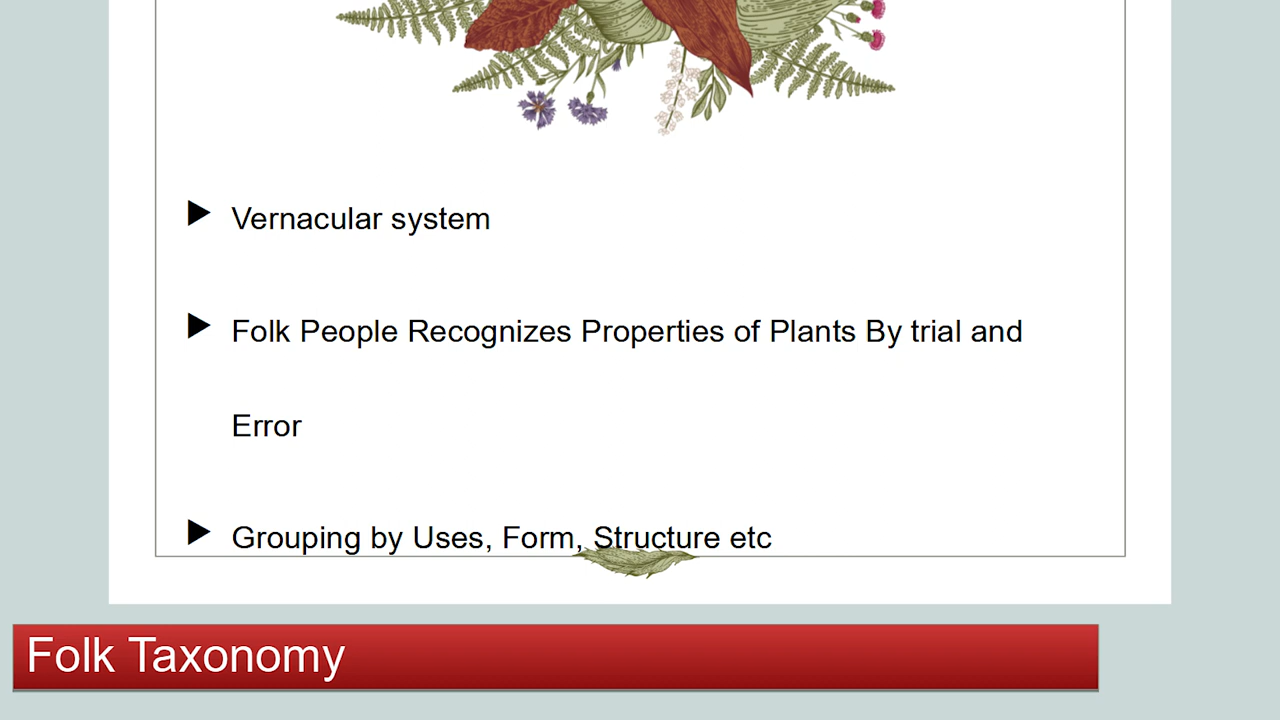 Vernacular system
Folk People Recognizes Properties of Plants By trial and
Error
Grouping by Uses, Form, Structure etc
Folk Taxonomy